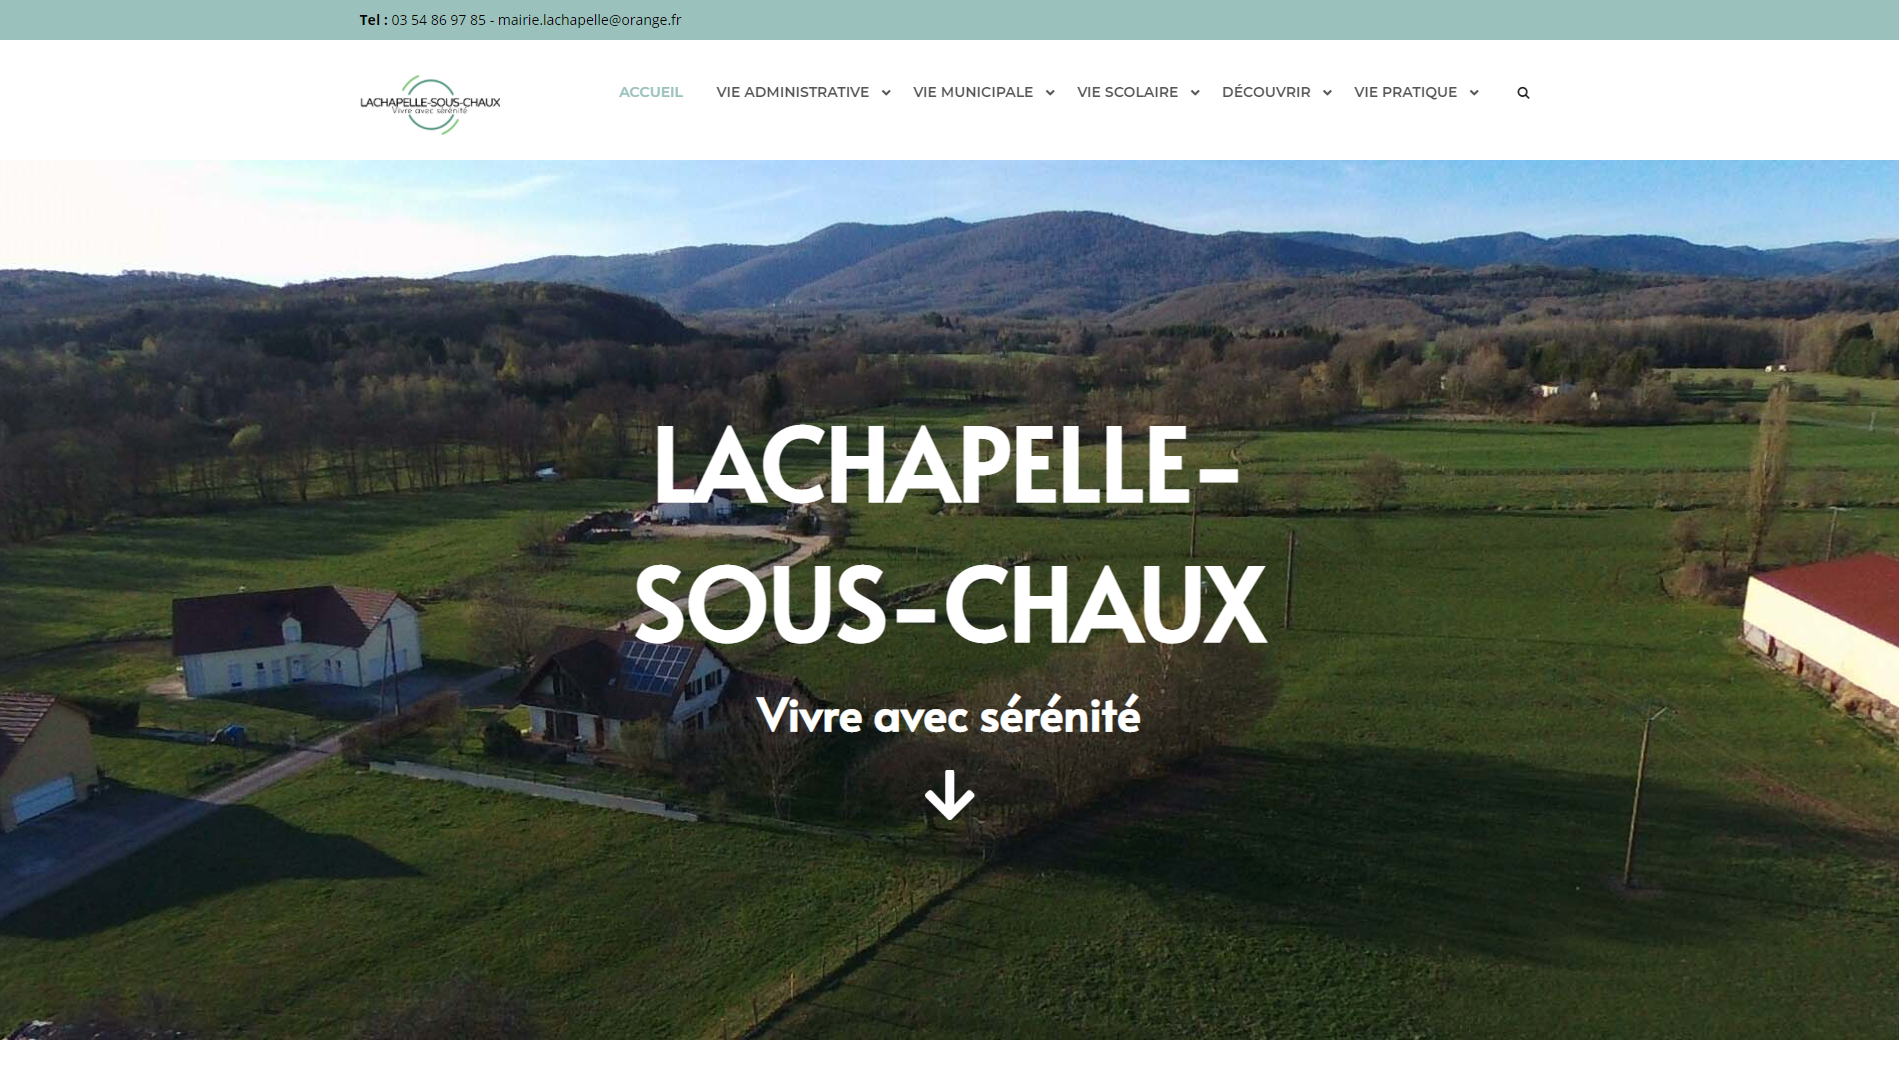 Tel : 03 54 86 97 85 - mairie.lachapelle@orange.fr
LACHAPELLE-SOUS-CHAUX
Vivre avec sérénité
ACCUEIL VIE ADMINISTRATIVE VIE MUNICIPALE VIE SCOLAIRE DÉCOUVRIR VIE PRATIQUE
LACHAPELLE-
SOUS-CHAUX
Vivre avec sérénité